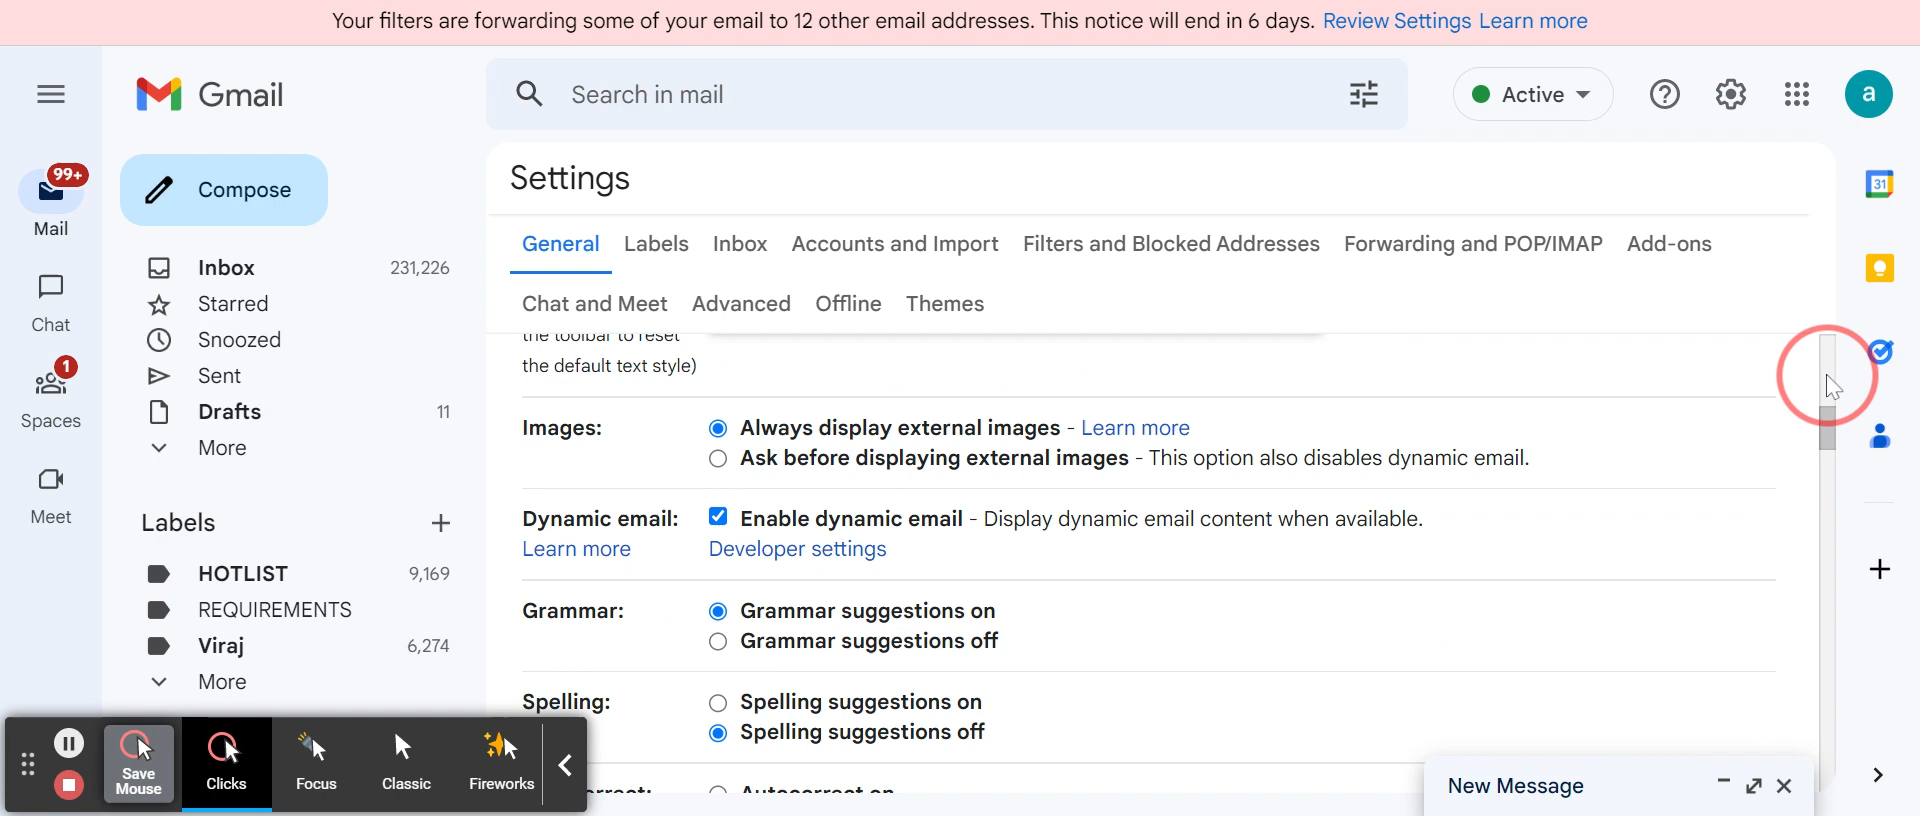 Your filters are forwarding some of your email to 12 other email addresses. This notice will end in 6 days. Review Settings Learn more
Gmail
Search in mail
Active
a
99+
Mail
Chat
1
Spaces
Meet
Compose
Inbox 231,226
Starred
Snoozed
Sent
Drafts 11
More
Labels
HOTLIST 9,169
REQUIREMENTS
Viraj 6,274
More
Settings
General Labels Inbox Accounts and Import Filters and Blocked Addresses Forwarding and POP/IMAP Add-ons
Chat and Meet Advanced Offline Themes
the toolbar to reset
the default text style)
Images: Always display external images - Learn more
Ask before displaying external images - This option also disables dynamic email.
Dynamic email: Enable dynamic email - Display dynamic email content when available.
Learn more Developer settings
Grammar: Grammar suggestions on
Grammar suggestions off
Spelling: Spelling suggestions on
Spelling suggestions off
Autocorrect on
31
Save
Mouse
Clicks
Focus
Classic
Fireworks
New Message